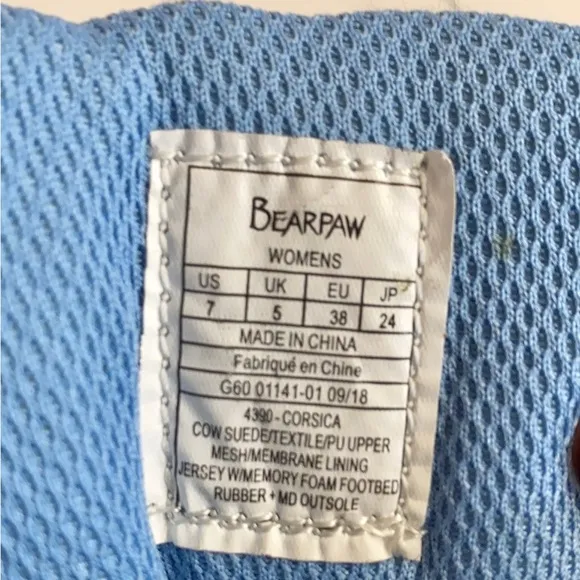 BEARPAW
WOMENS
US UK EU JP
7 5 38 24
MADE IN CHINA
Fabriqué en Chine
G60 01141-01 09/18
4390-CORSICA
COW SUEDE/TEXTILE/PU UPPER
MESH/MEMBRANE LINING
JERSEY W/MEMORY FOAM FOOTBED
RUBBER + MD OUTSOLE